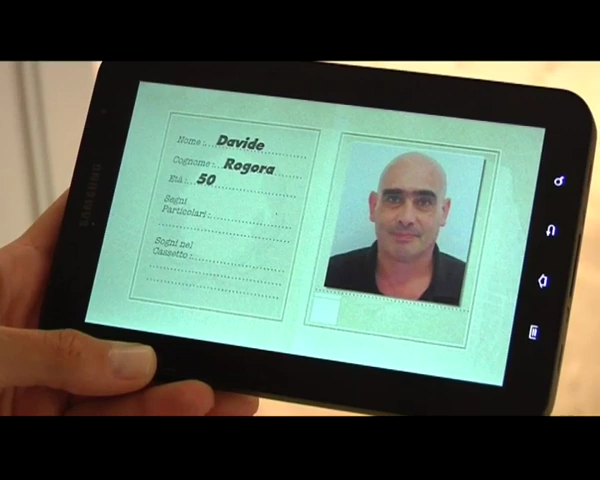 SAMSUNG
Nome : Davide
Cognome : Rogora
Età : 50
Segni
Particolari :
Sogni nel
Cassetto :